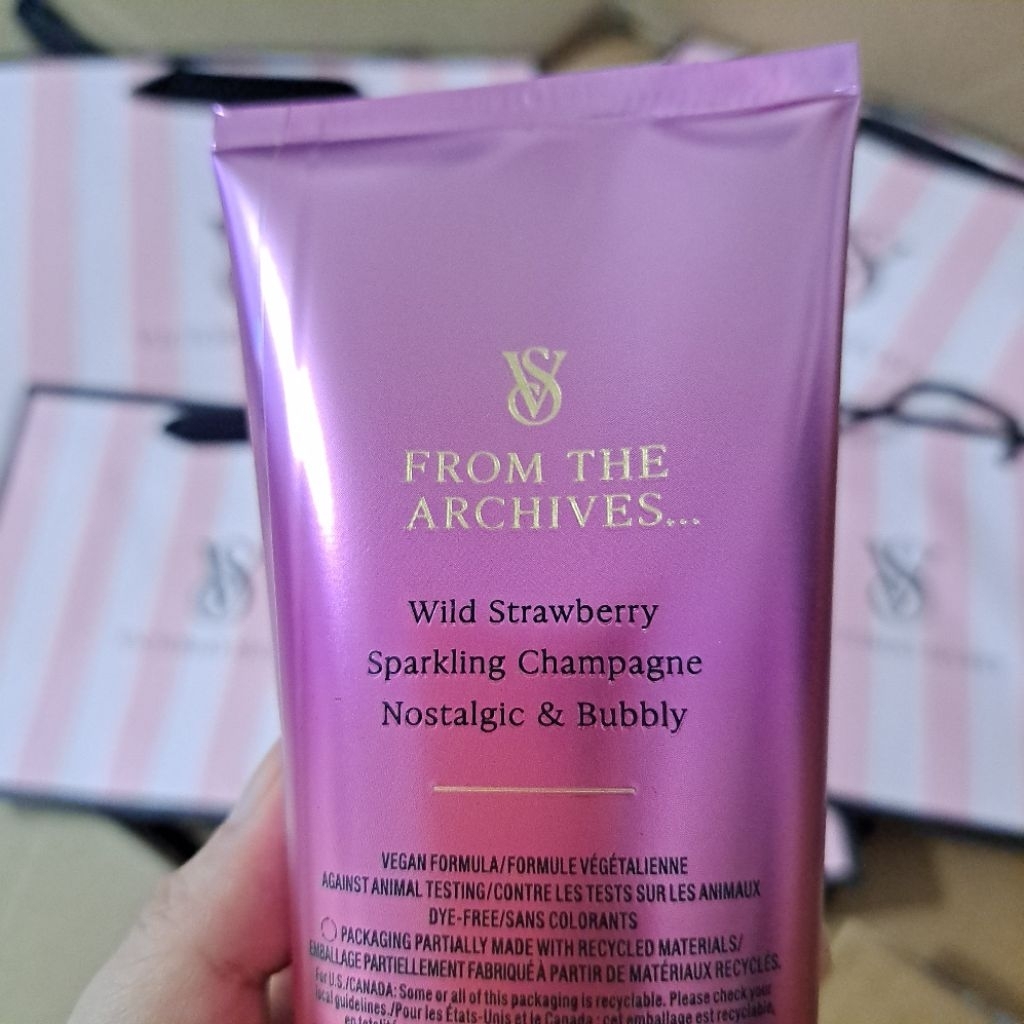 VS
FROM THE
ARCHIVES...
Wild Strawberry
Sparkling Champagne
Nostalgic & Bubbly
VEGAN FORMULA/FORMULE VÉGÉTALIENNE
AGAINST ANIMAL TESTING/CONTRE LES TESTS SUR LES ANIMAUX
DYE-FREE/SANS COLORANTS
PACKAGING PARTIALLY MADE WITH RECYCLED MATERIALS/
EMBALLAGE PARTIELLEMENT FABRIQUÉ À PARTIR DE MATÉRIAUX RECYCLÉS.
For U.S./CANADA: Some or all of this packaging is recyclable. Please check your
local guidelines./Pour les États-Unis et le Canada : cet emballage est recyclable,
VS
VS